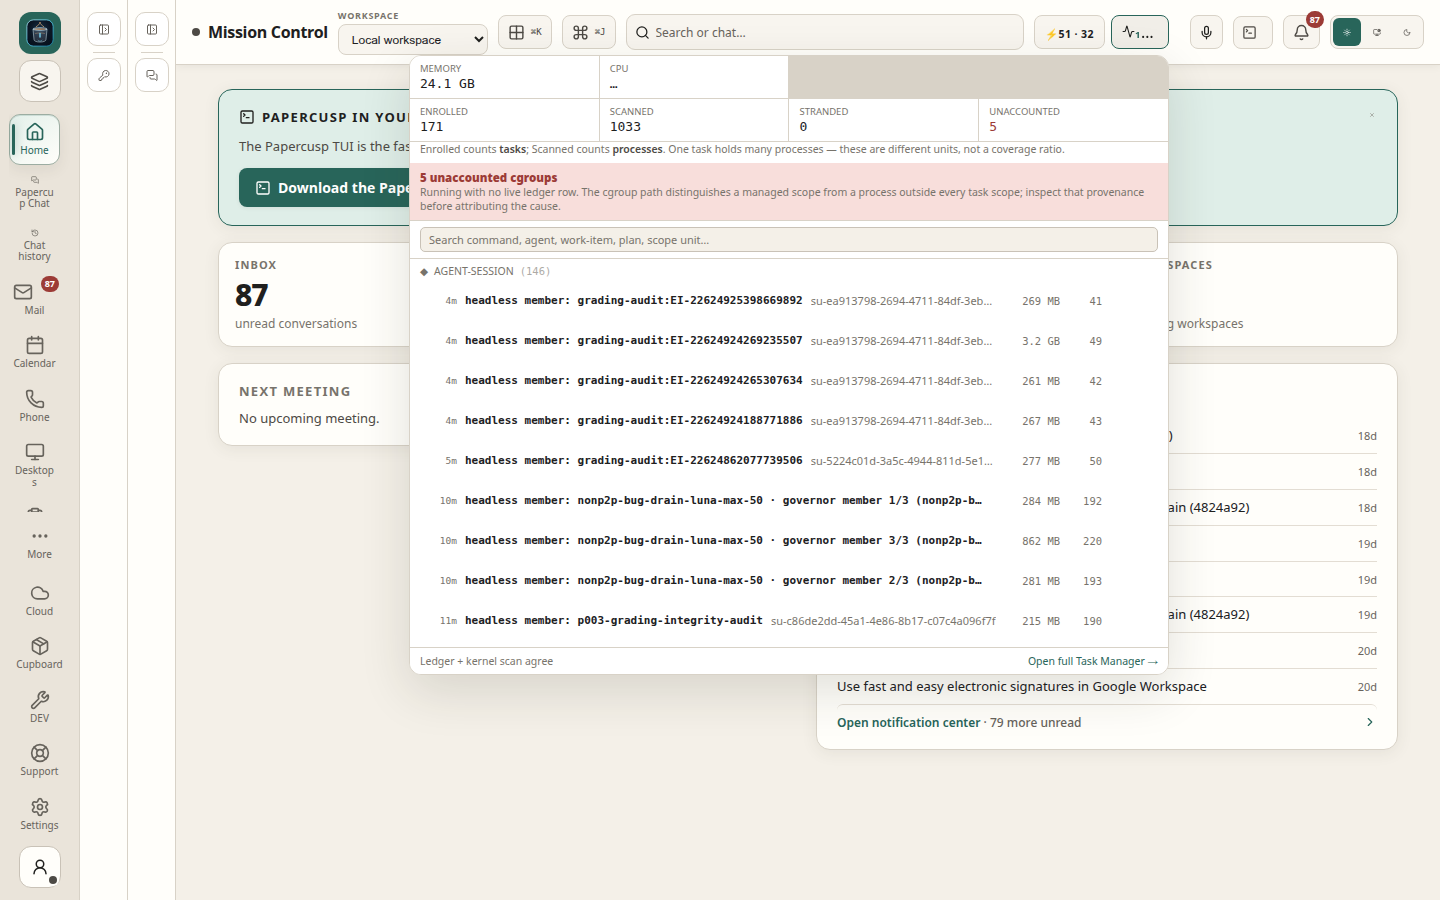 Mission Control
WORKSPACE
Local workspace
⌘K
⌘J
Search or chat...
⚡51 · 32
1...
87
Home
Papercu
p Chat
Chat
history
87
Mail
Calendar
Phone
Desktop
s
More
Cloud
Cupboard
DEV
Support
Settings
PAPERCUSP IN YOU
The Papercusp TUI is the fas
Download the Pape
×
INBOX
87
unread conversations
SPACES
g workspaces
NEXT MEETING
No upcoming meeting.
MEMORY
24.1 GB
CPU
…
ENROLLED
171
SCANNED
1033
STRANDED
0
UNACCOUNTED
5
Enrolled counts tasks; Scanned counts processes. One task holds many processes — these are different units, not a coverage ratio.
5 unaccounted cgroups
Running with no live ledger row. The cgroup path distinguishes a managed scope from a process outside every task scope; inspect that provenance
before attributing the cause.
Search command, agent, work-item, plan, scope unit...
◆ AGENT-SESSION (146)
4m headless member: grading-audit:EI-22624925398669892 su-ea913798-2694-4711-84df-3eb... 269 MB 41
4m headless member: grading-audit:EI-22624924269235507 su-ea913798-2694-4711-84df-3eb... 3.2 GB 49
4m headless member: grading-audit:EI-22624924265307634 su-ea913798-2694-4711-84df-3eb... 261 MB 42
4m headless member: grading-audit:EI-22624924188771886 su-ea913798-2694-4711-84df-3eb... 267 MB 43
5m headless member: grading-audit:EI-22624862077739506 su-5224c01d-3a5c-4944-811d-5e1... 277 MB 50
10m headless member: nonp2p-bug-drain-luna-max-50 · governor member 1/3 (nonp2p-b… 284 MB 192
10m headless member: nonp2p-bug-drain-luna-max-50 · governor member 3/3 (nonp2p-b… 862 MB 220
10m headless member: nonp2p-bug-drain-luna-max-50 · governor member 2/3 (nonp2p-b… 281 MB 193
11m headless member: p003-grading-integrity-audit su-c86de2dd-45a1-4e86-8b17-c07c4a096f7f 215 MB 190
Ledger + kernel scan agree
Open full Task Manager →
) 18d
18d
ain (4824a92) 18d
19d
19d
ain (4824a92) 19d
20d
Use fast and easy electronic signatures in Google Workspace 20d
Open notification center · 79 more unread